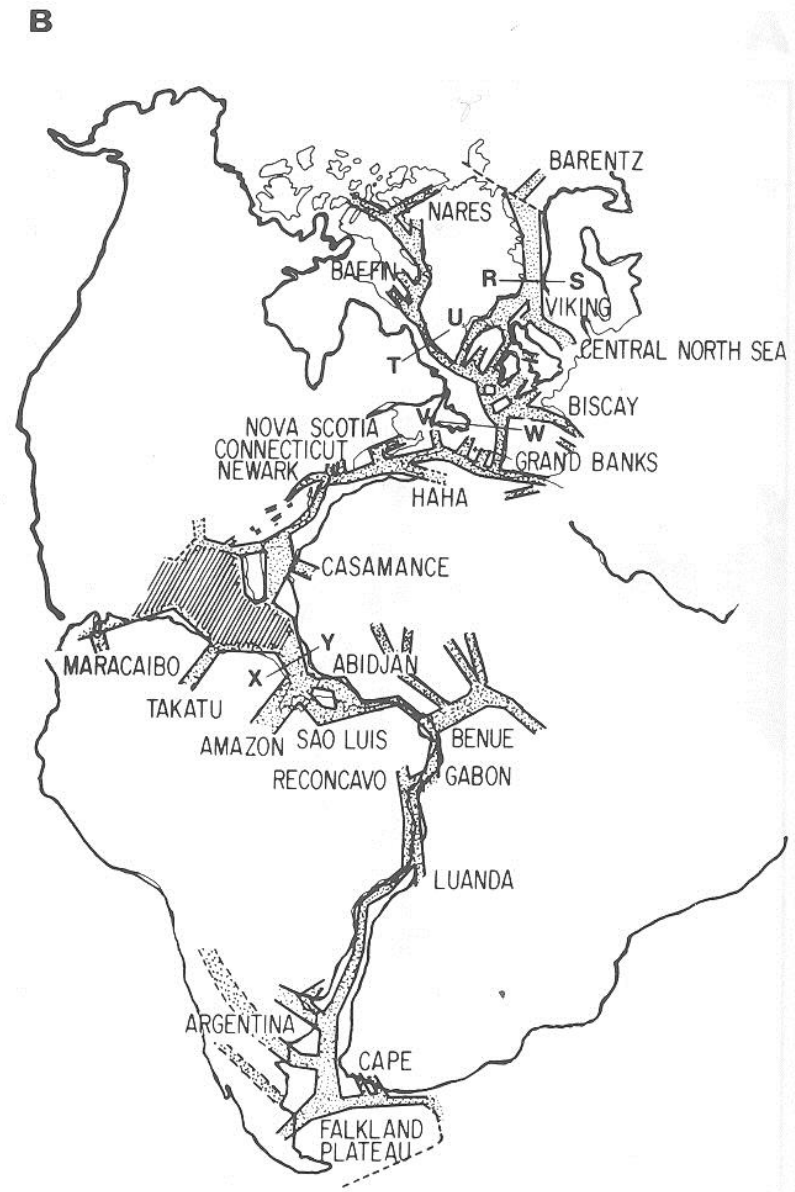 B
BARENTZ
NARES
BAFFIN
R
S
VIKING
U
T
CENTRAL NORTH SEA
BISCAY
V
W
NOVA SCOTIA
CONNECTICUT
NEWARK
GRAND BANKS
HAHA
CASAMANCE
Y
ABIDJAN
MARACAIBO
X
TAKATU
AMAZON
SAO LUIS
BENUE
RECONCAVO
GABON
LUANDA
ARGENTINA
CAPE
FALKLAND
PLATEAU